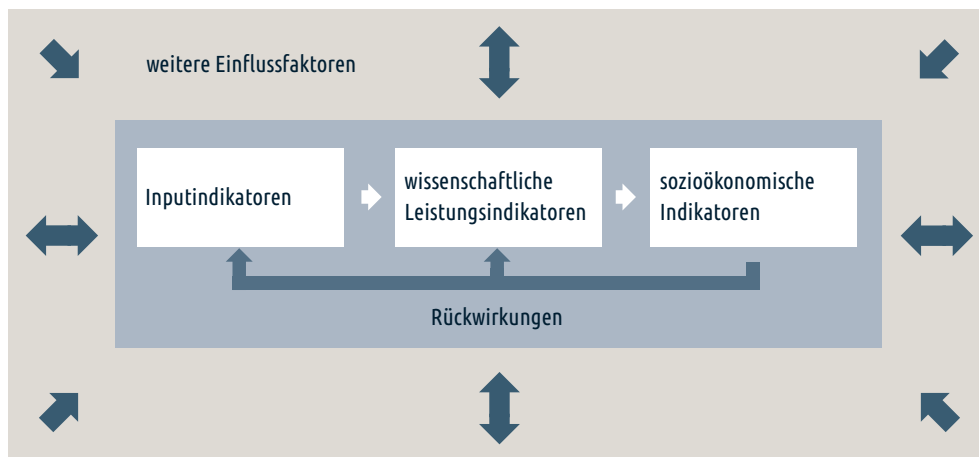 weitere Einflussfaktoren
Inputindikatoren
wissenschaftliche
Leistungsindikatoren
sozioökonomische
Indikatoren
Rückwirkungen